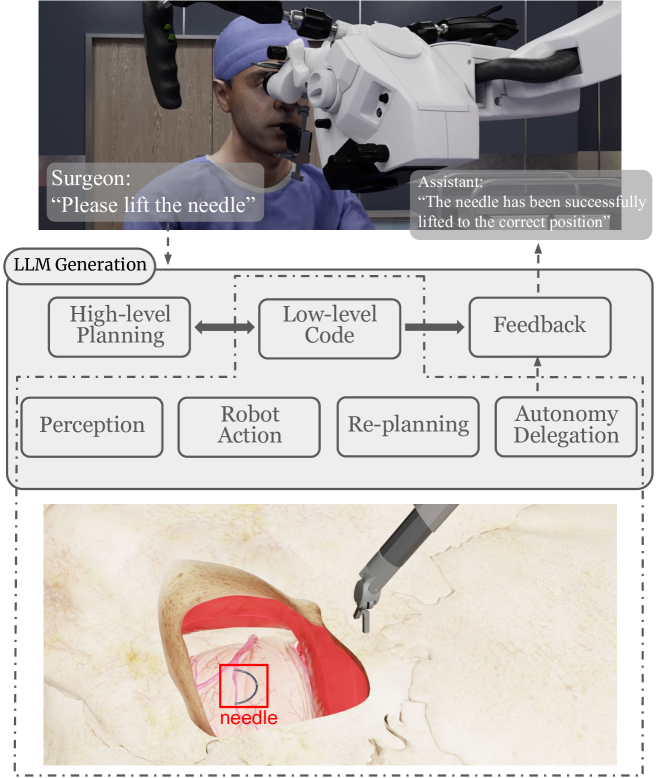 Surgeon:
“Please lift the needle”
Assistant:
“The needle has been successfully
lifted to the correct position”
LLM Generation
High-level
Planning
Low-level
Code
Feedback
Perception
Robot
Action
Re-planning
Autonomy
Delegation
needle